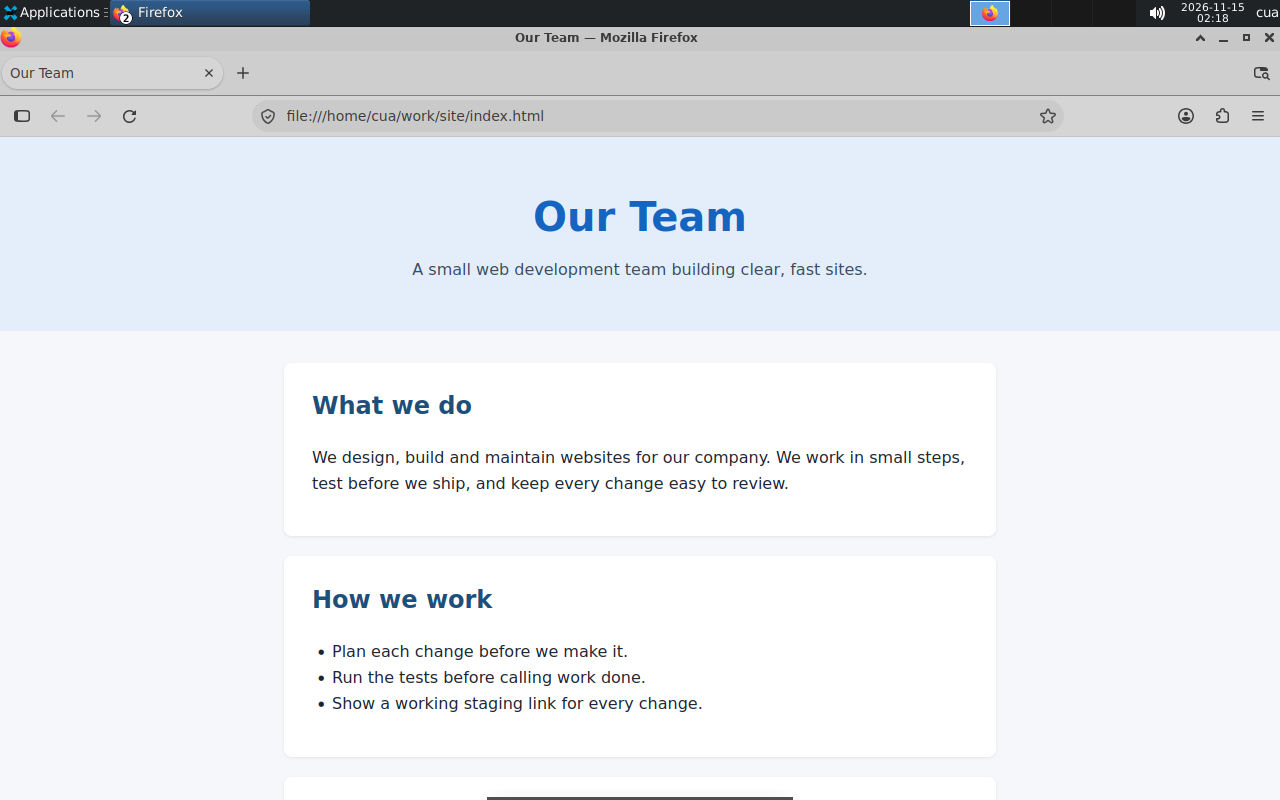 Applications
2
Firefox
2026-11-15
02:18
cua
Our Team — Mozilla Firefox
Our Team
file:///home/cua/work/site/index.html
Our Team
A small web development team building clear, fast sites.
What we do
We design, build and maintain websites for our company. We work in small steps,
test before we ship, and keep every change easy to review.
How we work
• Plan each change before we make it.
• Run the tests before calling work done.
• Show a working staging link for every change.